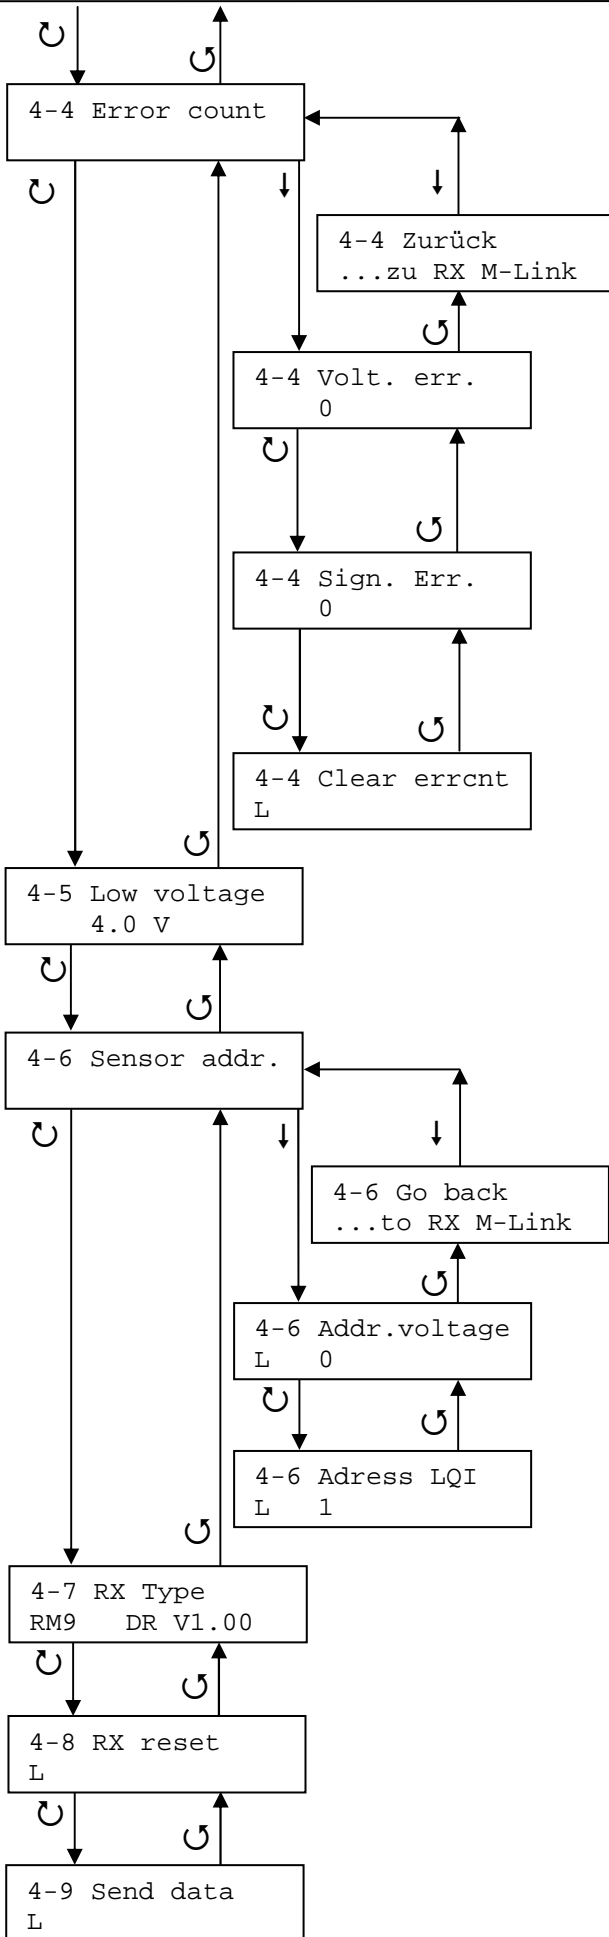 4-4 Error count
4-4 Zurück
...zu RX M-Link
4-4 Volt. err.
0
4-4 Sign. Err.
0
4-4 Clear errcnt
L
4-5 Low voltage
4.0 V
4-6 Sensor addr.
4-6 Go back
...to RX M-Link
4-6 Addr.voltage
L 0
4-6 Adress LQI
L 1
4-7 RX Type
RM9 DR V1.00
4-8 RX reset
L
4-9 Send data
L